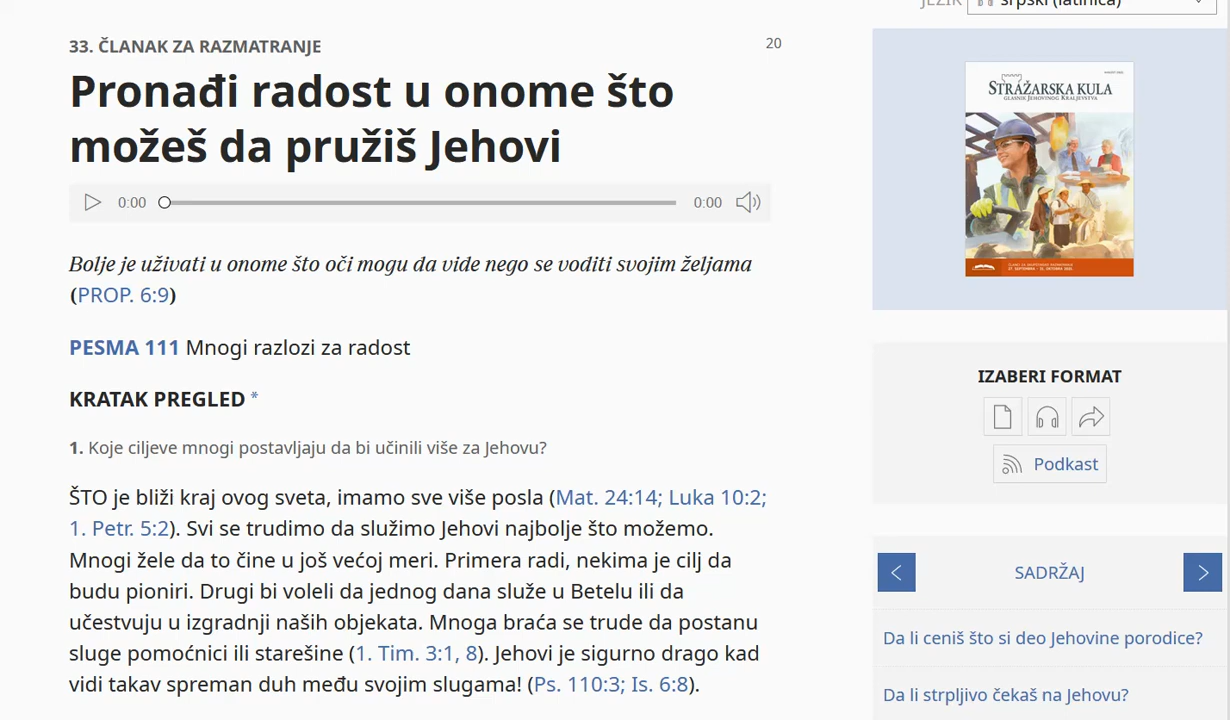 JEZIK srpski (latinica)
33. ČLANAK ZA RAZMATRANJE
20
Pronađi radost u onome što
možeš da pružiš Jehovi
0:00 0:00
Bolje je uživati u onome što oči mogu da vide nego se voditi svojim željama
(PROP. 6:9)
PESMA 111 Mnogi razlozi za radost
KRATAK PREGLED *
1. Koje ciljeve mnogi postavljaju da bi učinili više za Jehovu?
ŠTO je bliži kraj ovog sveta, imamo sve više posla (Mat. 24:14; Luka 10:2;
1. Petr. 5:2). Svi se trudimo da služimo Jehovi najbolje što možemo.
Mnogi žele da to čine u još većoj meri. Primera radi, nekima je cilj da
budu pioniri. Drugi bi voleli da jednog dana služe u Betelu ili da
učestvuju u izgradnji naših objekata. Mnoga braća se trude da postanu
sluge pomoćnici ili starešine (1. Tim. 3:1, 8). Jehovi je sigurno drago kad
vidi takav spreman duh među svojim slugama! (Ps. 110:3; Is. 6:8).
STRAŽARSKA KULA
GLASNIK JEHOVINOG KRALJEVSTVA
IZABERI FORMAT
Podkast
SADRŽAJ
Da li ceniš što si deo Jehovine porodice?
Da li strpljivo čekaš na Jehovu?